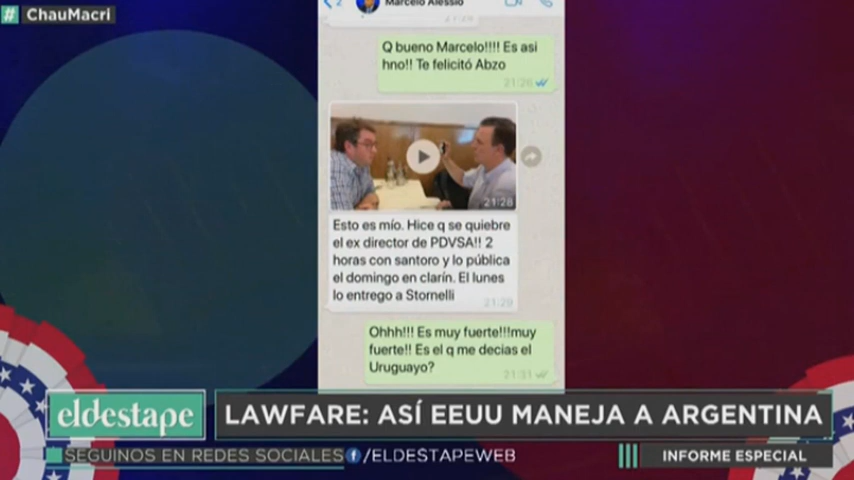 # ChauMacri
2
Marcelo Alessio
21:24
Q bueno Marcelo!!!! Es asi
hno!! Te felicitó Abzo
21:26
21:28
Esto es mío. Hice q se quiebre
el ex director de PDVSA!! 2
horas con santoro y lo pública
el domingo en clarín. El lunes
lo entrego a Stornelli
21:29
Ohhh!!! Es muy fuerte!!!muy
fuerte!! Es el q me decias el
Uruguayo?
21:31
eldestape
LAWFARE: ASÍ EEUU MANEJA A ARGENTINA
SEGUINOS EN REDES SOCIALES f /ELDESTAPEWEB
INFORME ESPECIAL